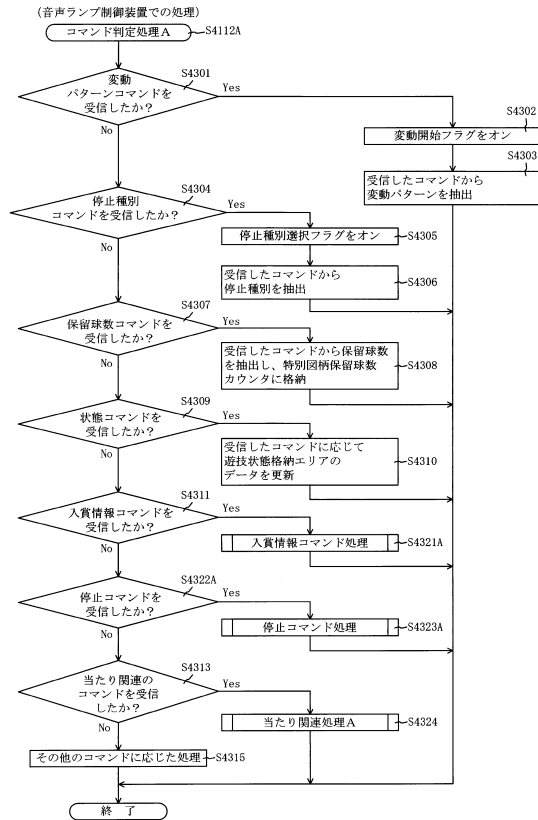 (音声ランプ制御装置での処理)
コマンド判定処理A
S4112A
変動
パターンコマンドを
受信したか?
S4301
Yes
No
S4302
変動開始フラグをオン
S4303
受信したコマンドから
変動パターンを抽出
停止種別
コマンドを受信したか?
S4304
Yes
No
停止種別選択フラグをオン
S4305
受信したコマンドから
停止種別を抽出
S4306
保留球数コマンドを
受信したか?
S4307
Yes
No
受信したコマンドから保留球数
を抽出し、特別図柄保留球数
カウンタに格納
S4308
状態コマンドを
受信したか?
S4309
Yes
No
受信したコマンドに応じて
遊技状態格納エリアの
データを更新
S4310
入賞情報コマンドを
受信したか?
S4311
Yes
No
入賞情報コマンド処理
S4321A
停止コマンドを
受信したか?
S4322A
Yes
No
停止コマンド処理
S4323A
当たり関連の
コマンドを受信
したか?
S4313
Yes
No
当たり関連処理A
S4324
その他のコマンドに応じた処理
S4315
終 了